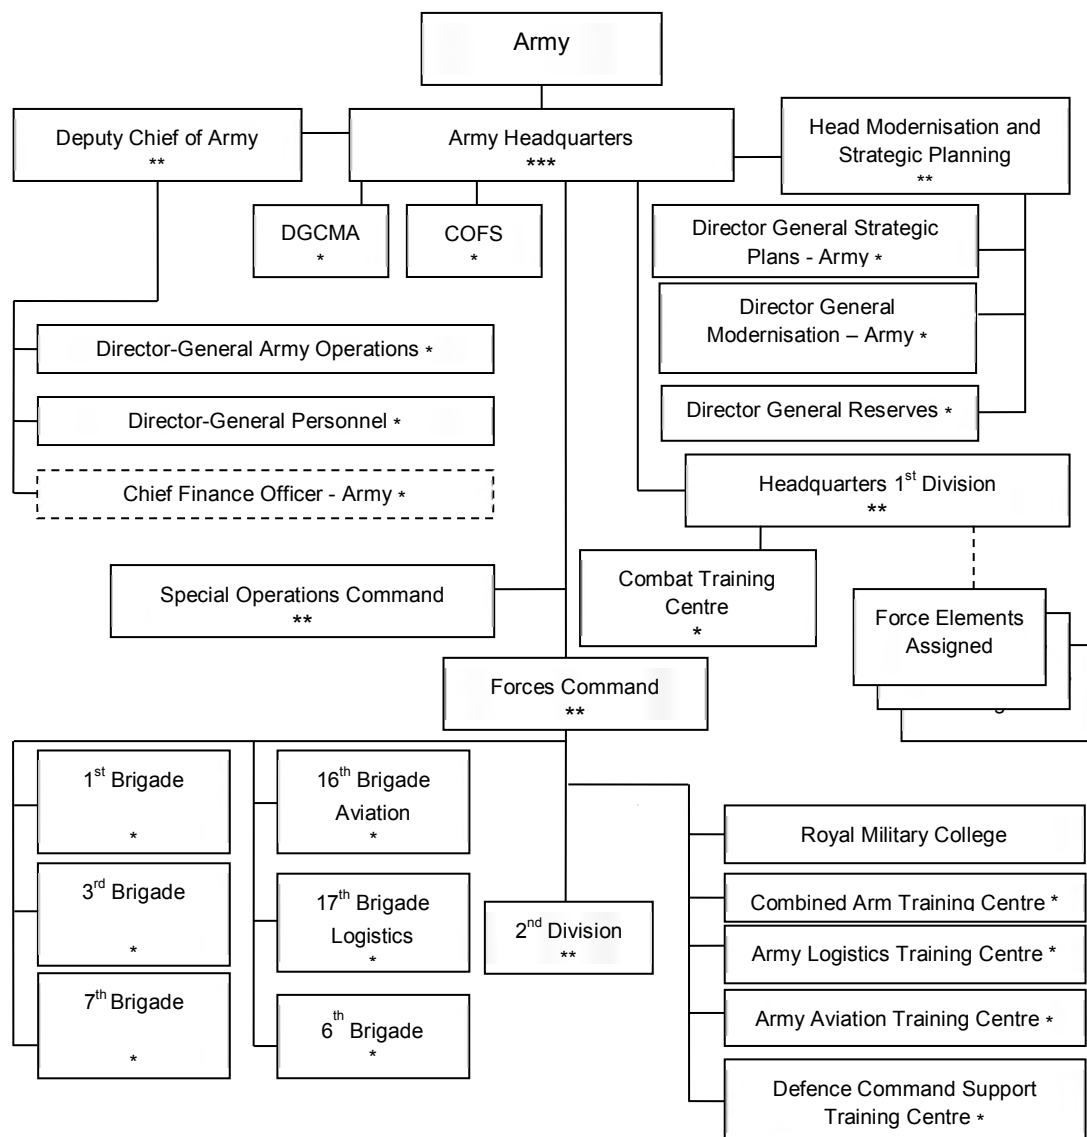 Army
Deputy Chief of Army
**
Army Headquarters
***
Head Modernisation and
Strategic Planning
**
DGCMA
*
COFS
*
Director General Strategic
Plans - Army *
Director General
Modernisation – Army *
Director General Reserves *
Director-General Army Operations *
Director-General Personnel *
Chief Finance Officer - Army *
Headquarters 1st Division
**
Special Operations Command
**
Combat Training
Centre
*
Force Elements
Assigned
Forces Command
**
1st Brigade
*
3rd Brigade
*
7th Brigade
*
16th Brigade
Aviation
*
17th Brigade
Logistics
*
6th Brigade
*
2nd Division
**
Royal Military College
Combined Arm Training Centre *
Army Logistics Training Centre *
Army Aviation Training Centre *
Defence Command Support
Training Centre *